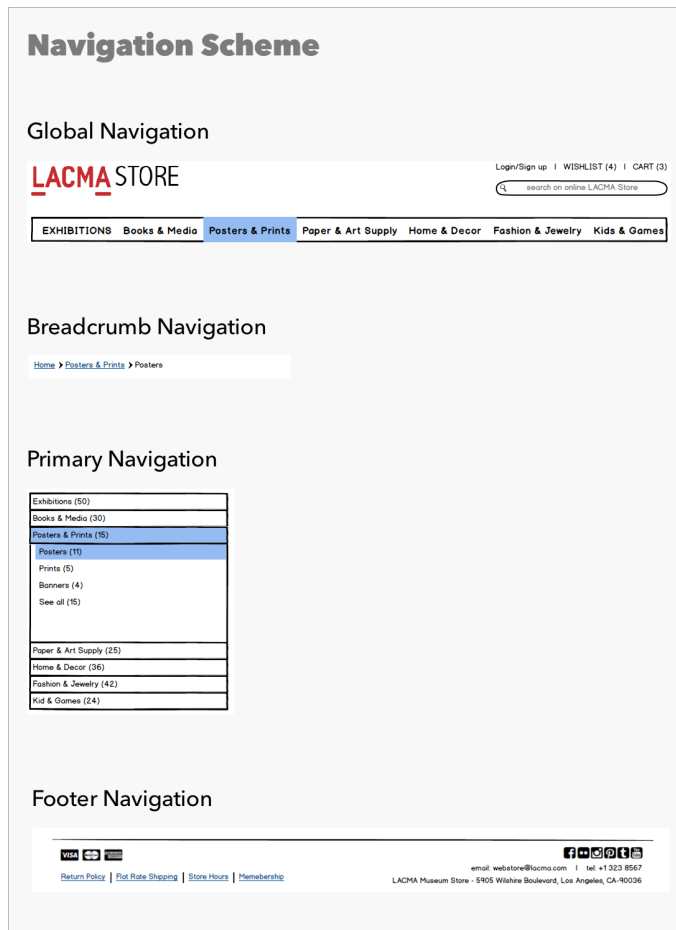 Navigation Scheme
Global Navigation
LACMA STORE
Login/Sign up | WISHLIST (4) | CART (3)
search on online LACMA Store
EXHIBITIONS Books & Media Posters & Prints Paper & Art Supply Home & Decor Fashion & Jewelry Kids & Games
Breadcrumb Navigation
Home > Posters & Prints > Posters
Primary Navigation
Exhibitions (50)
Books & Media (30)
Posters & Prints (15)
Posters (11)
Prints (5)
Banners (4)
See all (15)
Paper & Art Supply (25)
Home & Decor (36)
Fashion & Jewelry (42)
Kid & Games (24)
Footer Navigation
VISA
email: webstore@lacma.com | tel: +1 323 8567
Return Policy | Flat Rate Shipping | Store Hours | Memebership
LACMA Museum Store - 5905 Wilshire Boulevard, Los Angeles, CA-90036